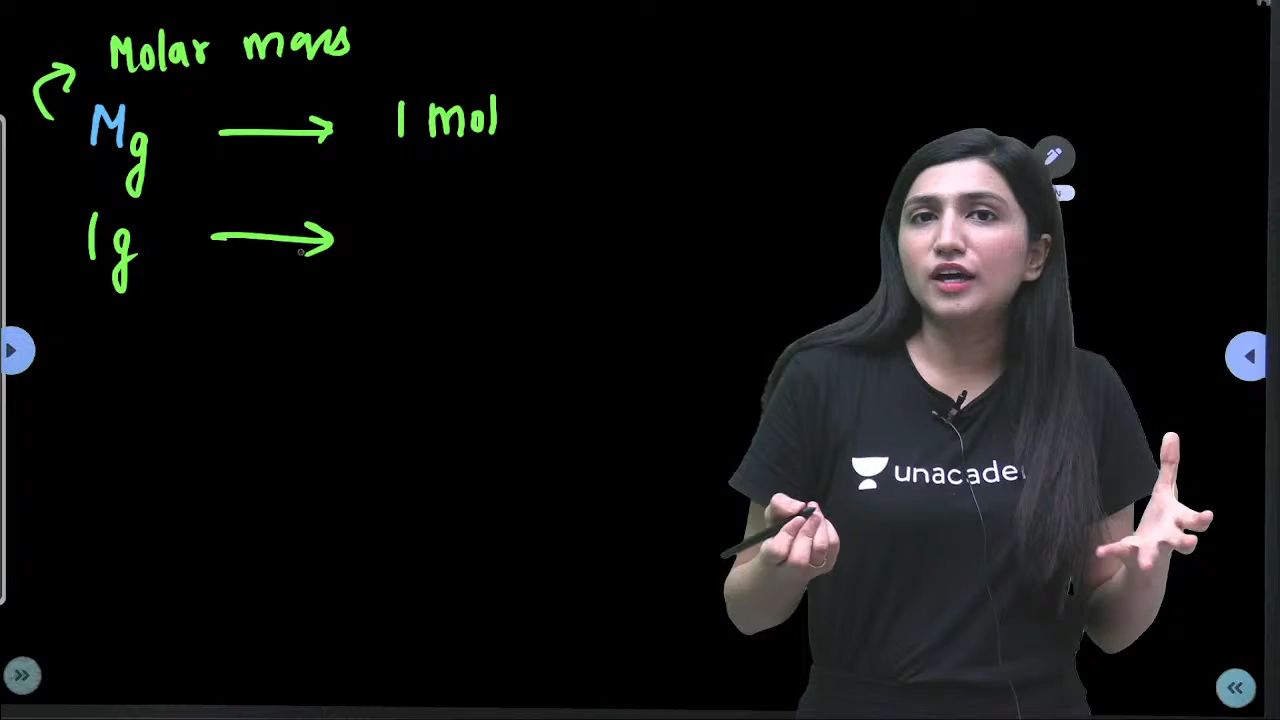 Molar mass
Mg → 1 mol
1g →
unacade